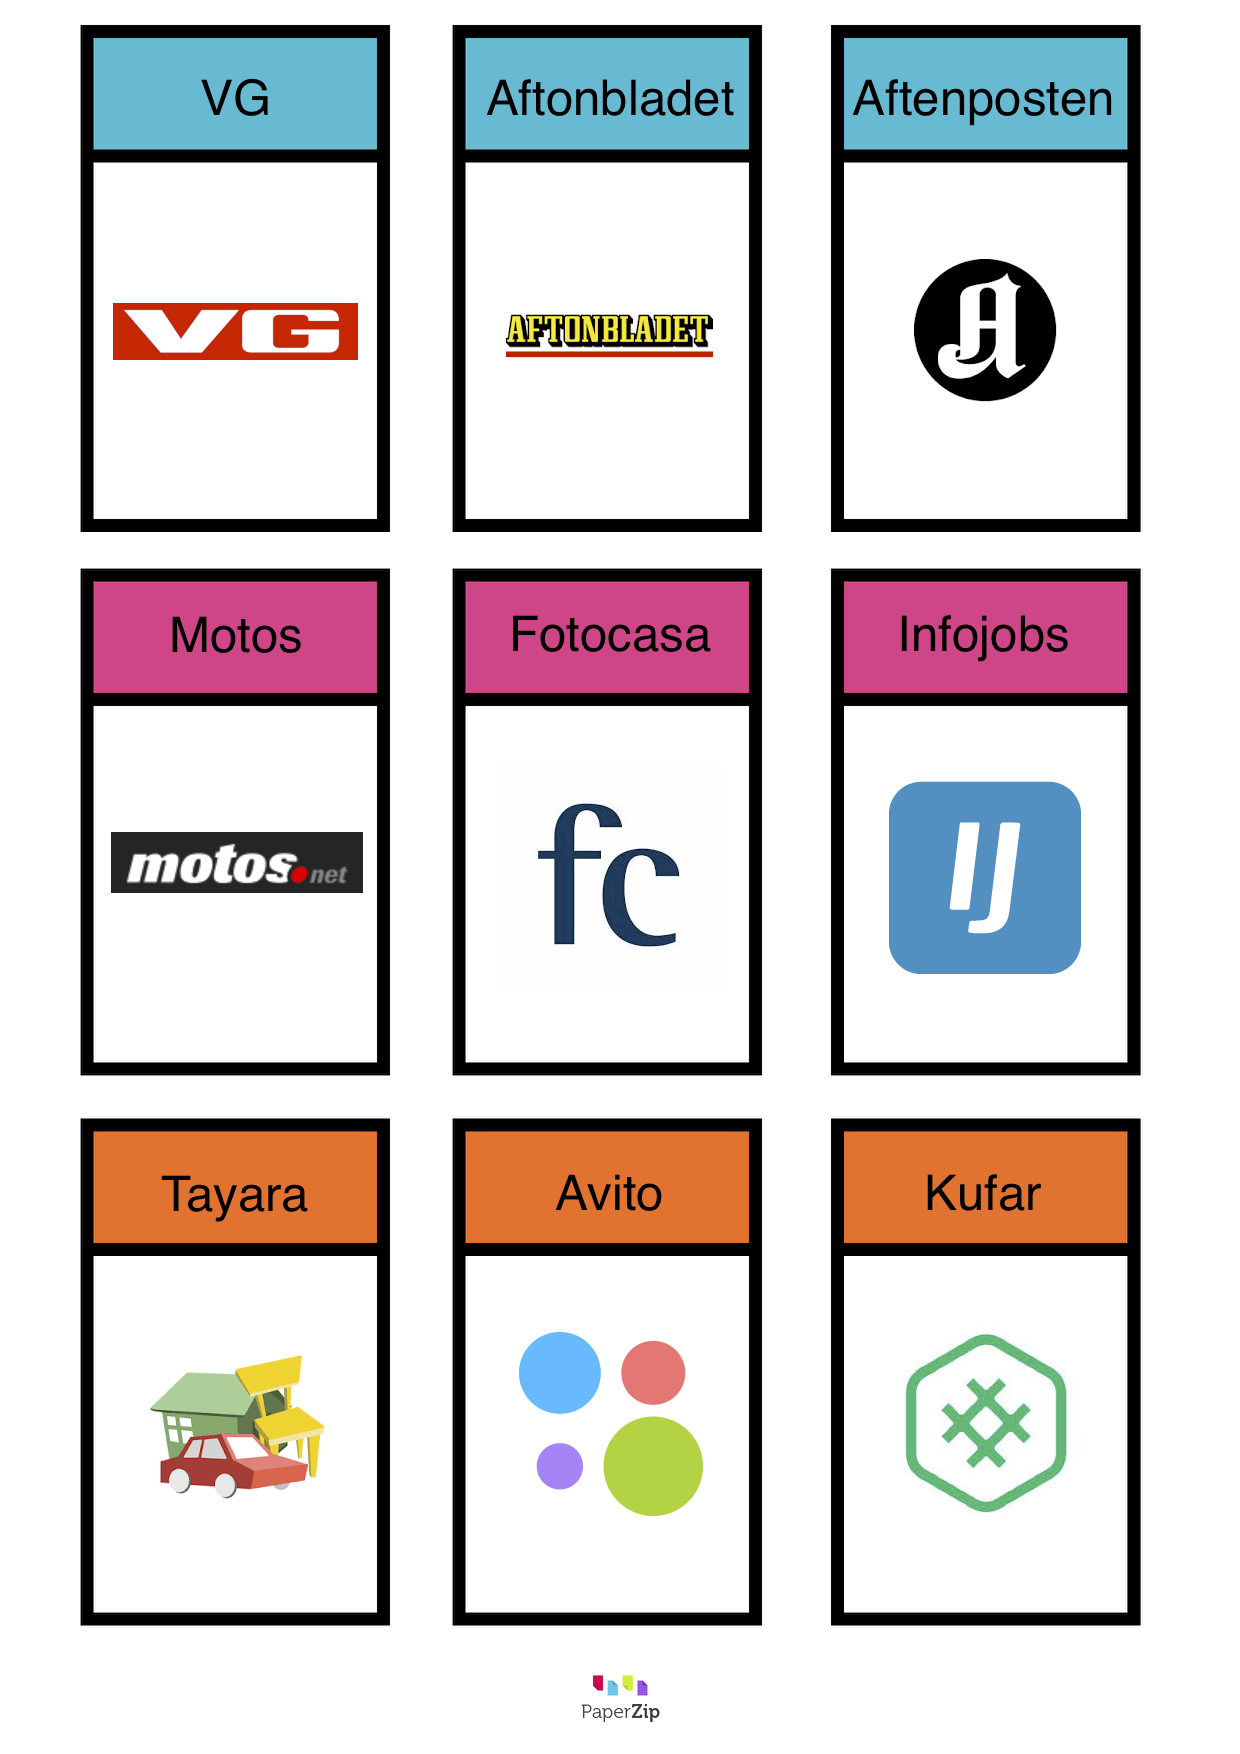 VG
Aftonbladet
Aftenposten
VG
AFTONBLADET
A
Motos
Fotocasa
Infojobs
motos.net
fc
IJ
Tayara
Avito
Kufar
PaperZip